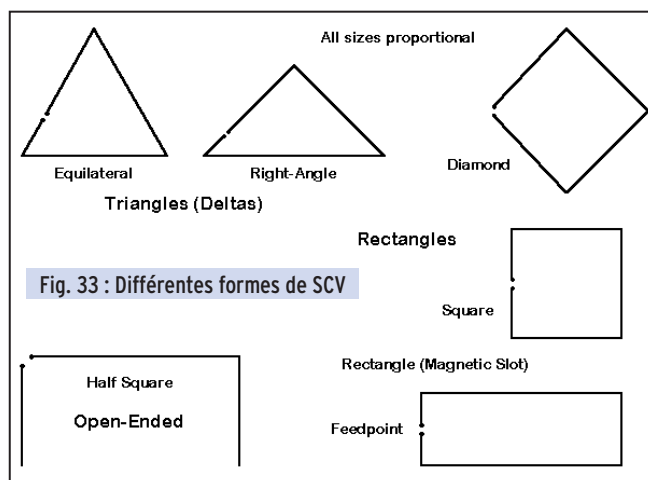 All sizes proportional
Equilateral
Right-Angle
Diamond
Triangles (Deltas)
Rectangles
Fig. 33 : Différentes formes de SCV
Square
Rectangle (Magnetic Slot)
Half Square
Open-Ended
Feedpoint